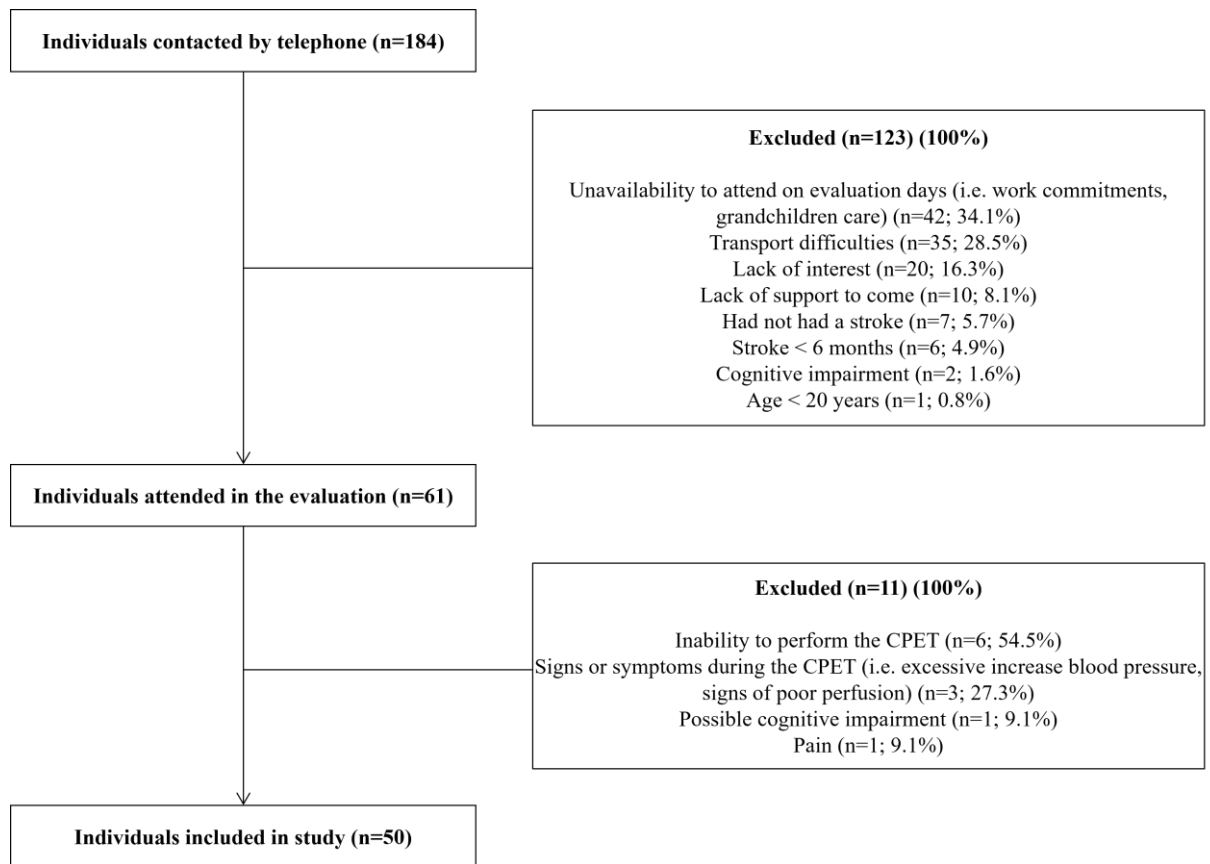 Individuals contacted by telephone (n=184)
Excluded (n=123) (100%)
Unavailability to attend on evaluation days (i.e. work commitments,
grandchildren care) (n=42; 34.1%)
Transport difficulties (n=35; 28.5%)
Lack of interest (n=20; 16.3%)
Lack of support to come (n=10; 8.1%)
Had not had a stroke (n=7; 5.7%)
Stroke < 6 months (n=6; 4.9%)
Cognitive impairment (n=2; 1.6%)
Age < 20 years (n=1; 0.8%)
Individuals attended in the evaluation (n=61)
Excluded (n=11) (100%)
Inability to perform the CPET (n=6; 54.5%)
Signs or symptoms during the CPET (i.e. excessive increase blood pressure,
signs of poor perfusion) (n=3; 27.3%)
Possible cognitive impairment (n=1; 9.1%)
Pain (n=1; 9.1%)
Individuals included in study (n=50)